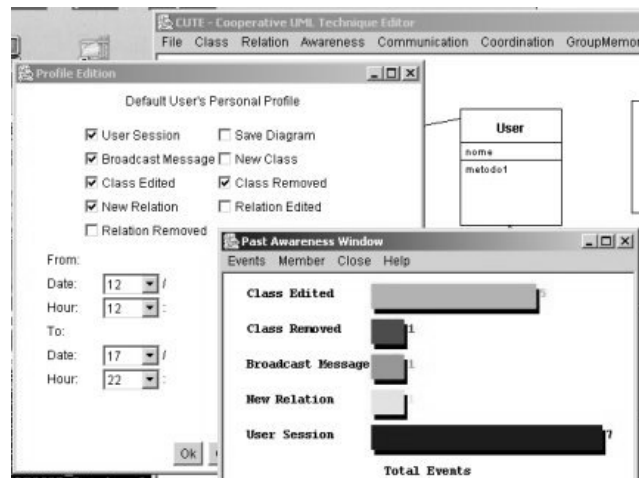 CUTE - Cooperative UML Technique Editor
File Class Relation Awareness Communication Coordination GroupMemor
Profile Edition
Default User's Personal Profile
User Session Save Diagram
Broadcast Message New Class
Class Edited Class Removed
New Relation Relation Edited
Relation Removed
From:
Date: 12 /
Hour: 12 :
To:
Date: 17 /
Hour: 22 :
Ok
User
nome
metodo1
Past Awareness Window
Events Member Close Help
Class Edited 5
Class Removed 1
Broadcast Message 1
New Relation
User Session 7
Total Events